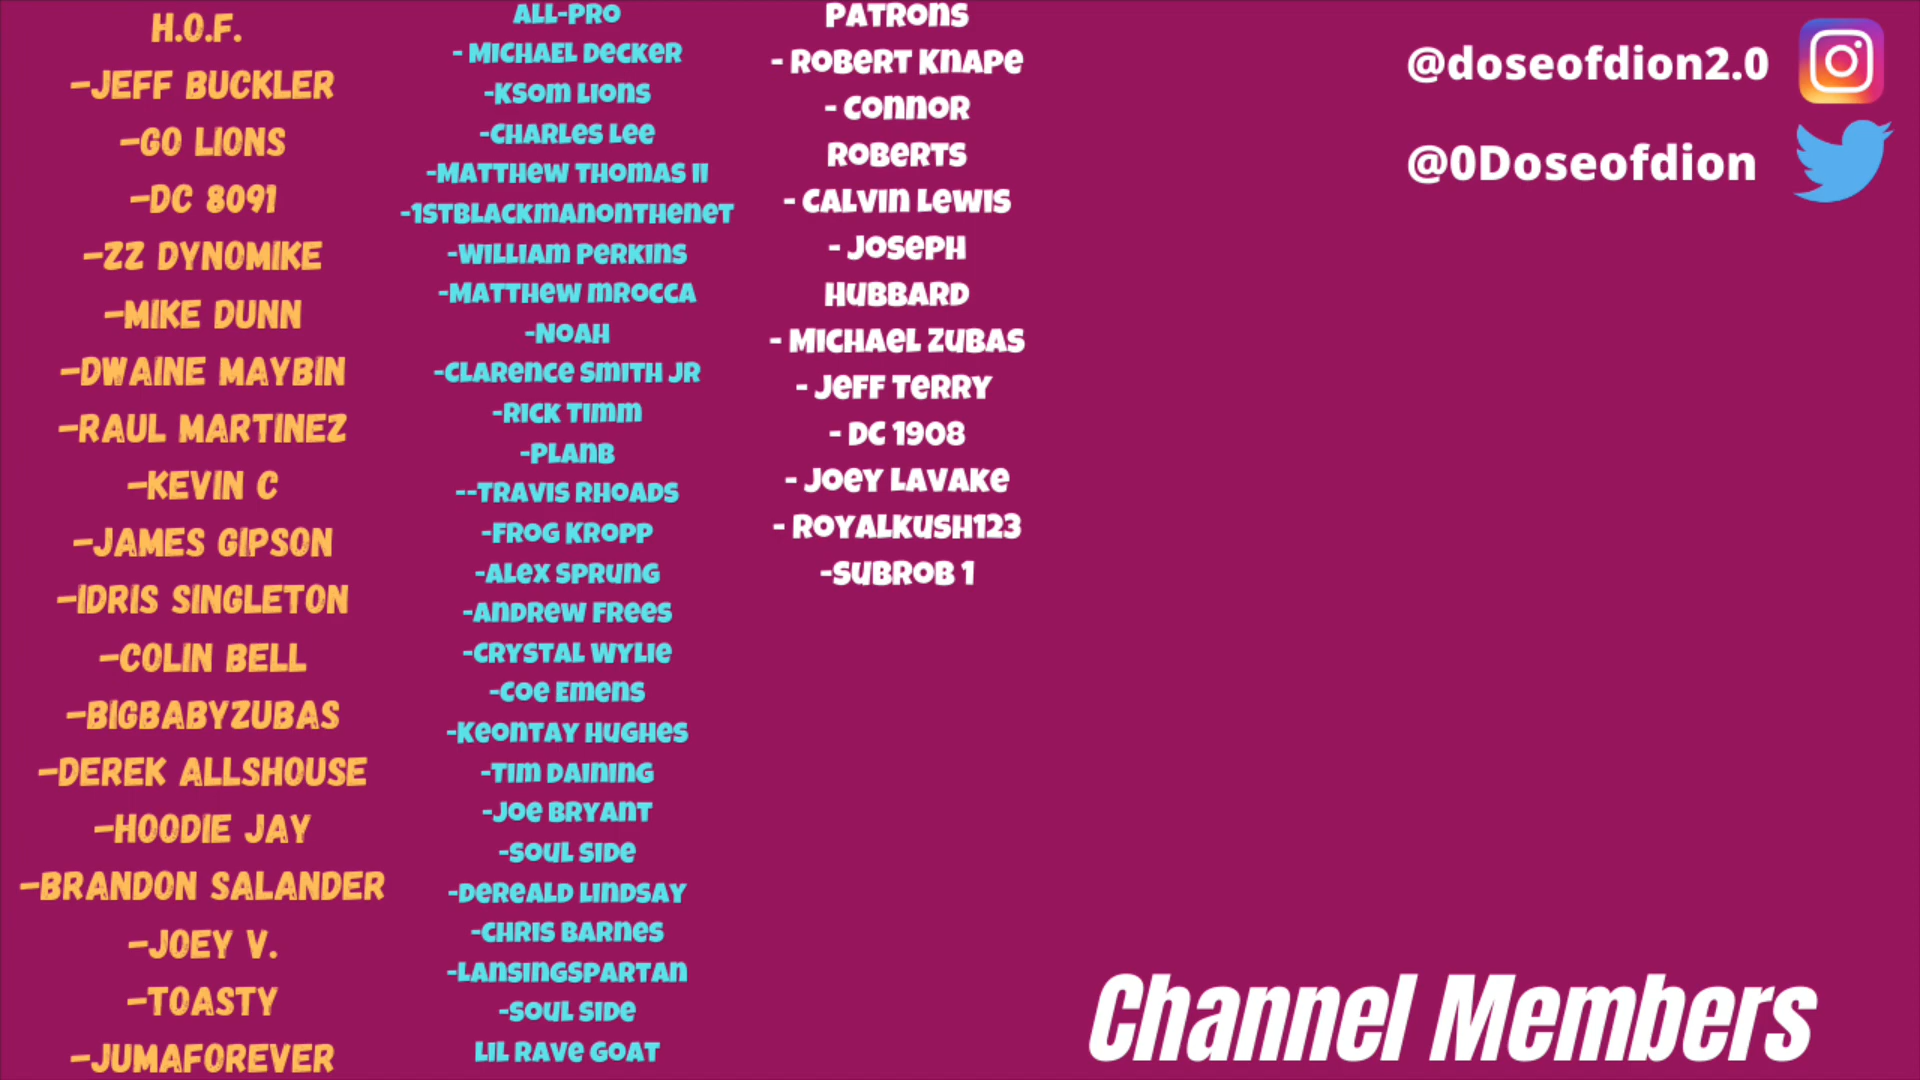 H.O.F.
-JEFF BUCKLER
-GO LIONS
-DC 8091
-ZZ DYNOMIKE
-MIKE DUNN
-DWAINE MAYBIN
-RAUL MARTINEZ
-KEVIN C
-JAMES GIPSON
-IDRIS SINGLETON
-COLIN BELL
-BIGBABYZUBAS
-DEREK ALLSHOUSE
-HOODIE JAY
-BRANDON SALANDER
-JOEY V.
-TOASTY
-JUMAFOREVER
ALL-PRO
- MICHAEL DECKER
-KSOM LIONS
-CHARLES LEE
-MATTHEW THOMAS II
-1STBLACKMANONTHENET
-WILLIAM PERKINS
-MATTHEW MROCCA
-NOAH
-CLARENCE SMITH JR
-RICK TIMM
-PLANB
--TRAVIS RHOADS
-FROG KROPP
-ALEX SPRUNG
-ANDREW FREES
-CRYSTAL WYLIE
-COE EMENS
-KEONTAY HUGHES
-TIM DAINING
-JOE BRYANT
-SOUL SIDE
-DEREALD LINDSAY
-CHRIS BARNES
-LANSINGSPARTAN
-SOUL SIDE
LIL RAVE GOAT
PATRONS
- ROBERT KNAPE
- CONNOR
ROBERTS
- CALVIN LEWIS
- JOSEPH
HUBBARD
- MICHAEL ZUBAS
- JEFF TERRY
- DC 1908
- JOEY LAVAKE
- ROYALKUSH123
-SUBROB 1
@doseofdion2.0
@0Doseofdion
Channel Members